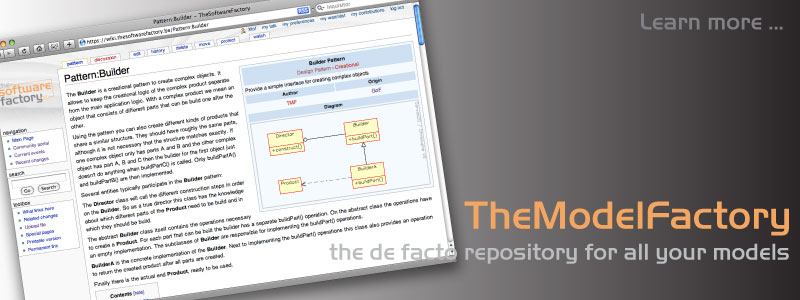 Pattern:Builder – TheSoftwareFactory
https://wiki.thesoftwarefactory.be/Pattern:Builder
RSS
Inquisitor
my talk my preferences my watchlist my contributions log out
pattern discussion edit history delete move protect watch
Learn more ...
the
software
factory
Pattern:Builder
The Builder is a creational pattern to create complex objects. It
allows to keep the creational logic of the complex product separate
from the main application logic. With a complex product we mean an
object that consists of different parts that can be build one after the
other.
Using the pattern you can also create different kinds of products that
share a similar structure. They should have roughly the same parts,
although it is not necessary that the structure matches exactly. If
one complex object only has parts A and B and the other complex
object has part A, B and C then the builder for the first object just
doesn't do anything when buildPartC() is called. Only buildPartA()
and buildPartB() are then implemented.
Several entities typically participate in the Builder pattern:
The Director class will call the different construction steps in order
on the Builder. So as a true director this class has the knowledge
about which different parts of the Product need to be build and in
which they should be build.
The abstract Builder class itself contains the operations necessary
to create a Product. For each part that can be built the builder has a separate buildPart() operation. On the abstract class the operations have
an empty implementation. The subclasses of Builder are responsible for implementing the buildPart() operations.
BuilderA is the concrete implementation of the Builder. Next to implementing the buildPart() operations this class also provides an operation
to return the created product after all parts are created.
Finally there is the actual end Product, ready to be used.
Contents [hide]
Builder Pattern
Design Pattern - Creational
Provide a simple interface for creating complex objects
Author Origin
TMF GoF
Diagram
Director
+construct()
Builder
+buildPart()
Product
BuilderA
+buildPart()
navigation
Main Page
Community portal
Current events
Recent changes
search
Go Search
toolbox
What links here
Related changes
Upload file
Special pages
Printable version
Permanent link
TheModelFactory
the de facto repository for all your models